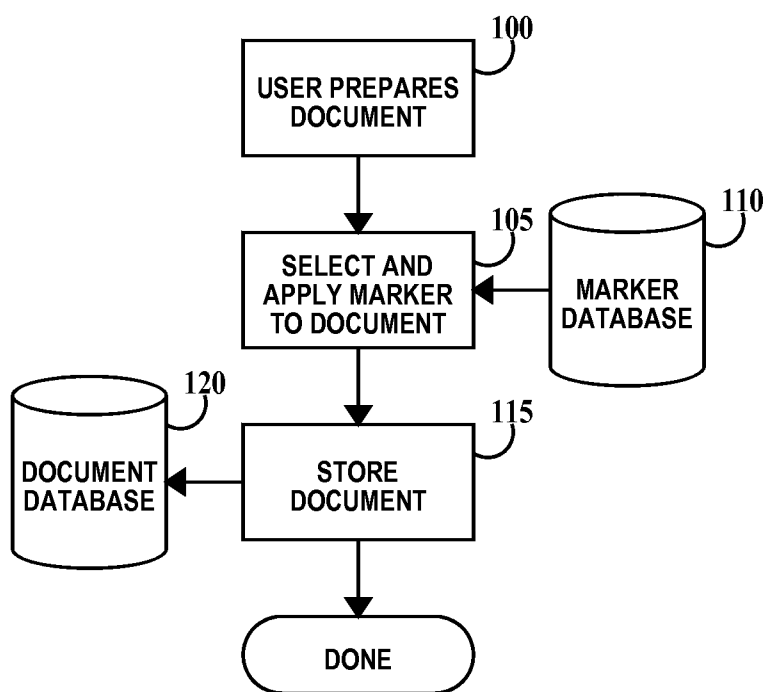 100
USER PREPARES
DOCUMENT
105
SELECT AND
APPLY MARKER
TO DOCUMENT
110
MARKER
DATABASE
120
DOCUMENT
DATABASE
115
STORE
DOCUMENT
DONE